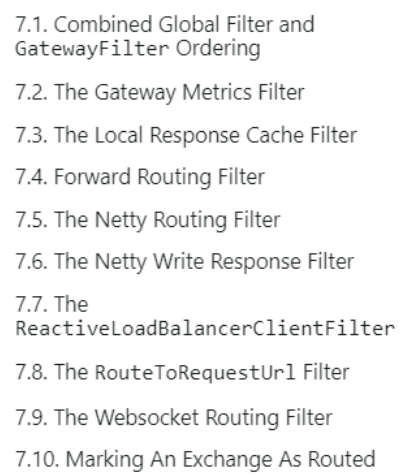 7.1. Combined Global Filter and
GatewayFilter Ordering
7.2. The Gateway Metrics Filter
7.3. The Local Response Cache Filter
7.4. Forward Routing Filter
7.5. The Netty Routing Filter
7.6. The Netty Write Response Filter
7.7. The
ReactiveLoadBalancerClientFilter
7.8. The RouteToRequestUrl Filter
7.9. The Websocket Routing Filter
7.10. Marking An Exchange As Routed